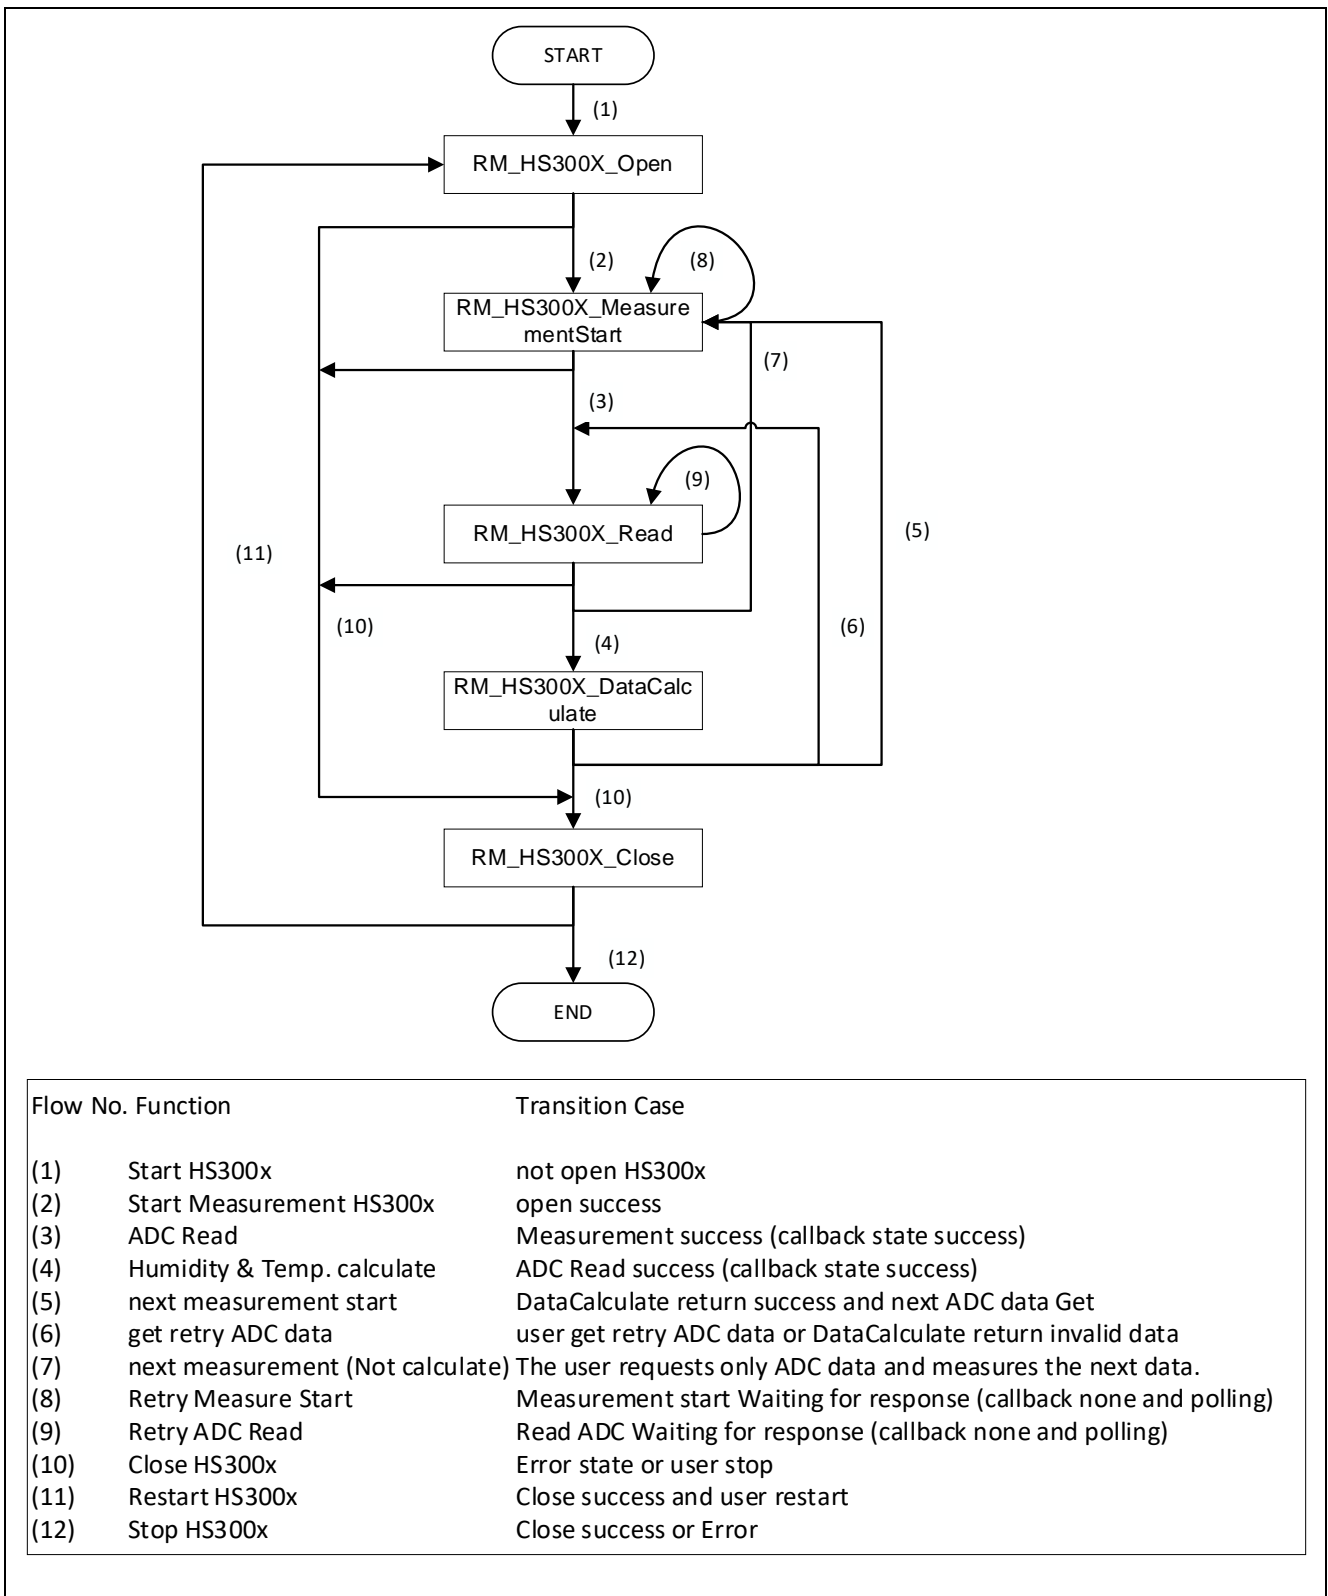 START
(1)
RM_HS300X_Open
(2)
(8)
RM_HS300X_Measure
mentStart
(7)
(3)
(9)
RM_HS300X_Read
(5)
(11)
(10)
(6)
(4)
RM_HS300X_DataCalc
ulate
(10)
RM_HS300X_Close
(12)
END
Flow No. Function Transition Case
(1) Start HS300x not open HS300x
(2) Start Measurement HS300x open success
(3) ADC Read Measurement success (callback state success)
(4) Humidity & Temp. calculate ADC Read success (callback state success)
(5) next measurement start DataCalculate return success and next ADC data Get
(6) get retry ADC data user get retry ADC data or DataCalculate return invalid data
(7) next measurement (Not calculate) The user requests only ADC data and measures the next data.
(8) Retry Measure Start Measurement start Waiting for response (callback none and polling)
(9) Retry ADC Read Read ADC Waiting for response (callback none and polling)
(10) Close HS300x Error state or user stop
(11) Restart HS300x Close success and user restart
(12) Stop HS300x Close success or Error